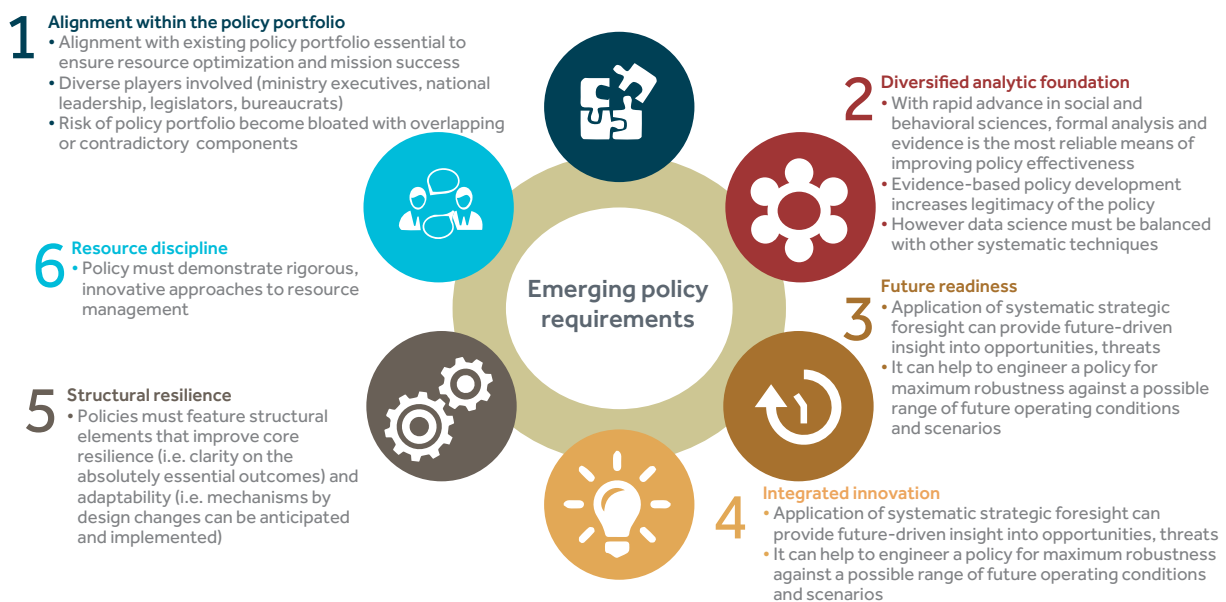 1
Alignment within the policy portfolio
• Alignment with existing policy portfolio essential to
ensure resource optimization and mission success
• Diverse players involved (ministry executives, national
leadership, legislators, bureaucrats)
• Risk of policy portfolio become bloated with overlapping
or contradictory components
2
Diversified analytic foundation
• With rapid advance in social and
behavioral sciences, formal analysis and
evidence is the most reliable means of
improving policy effectiveness
• Evidence-based policy development
increases legitimacy of the policy
• However data science must be balanced
with other systematic techniques
3
Future readiness
• Application of systematic strategic
foresight can provide future-driven
insight into opportunities, threats
• It can help to engineer a policy for
maximum robustness against a possible
range of future operating conditions
and scenarios
4
Integrated innovation
• Application of systematic strategic foresight can
provide future-driven insight into opportunities, threats
• It can help to engineer a policy for maximum robustness
against a possible range of future operating conditions
and scenarios
5
Structural resilience
• Policies must feature structural
elements that improve core
resilience (i.e. clarity on the
absolutely essential outcomes) and
adaptability (i.e. mechanisms by
design changes can be anticipated
and implemented)
6
Resource discipline
• Policy must demonstrate rigorous,
innovative approaches to resource
management
Emerging policy
requirements